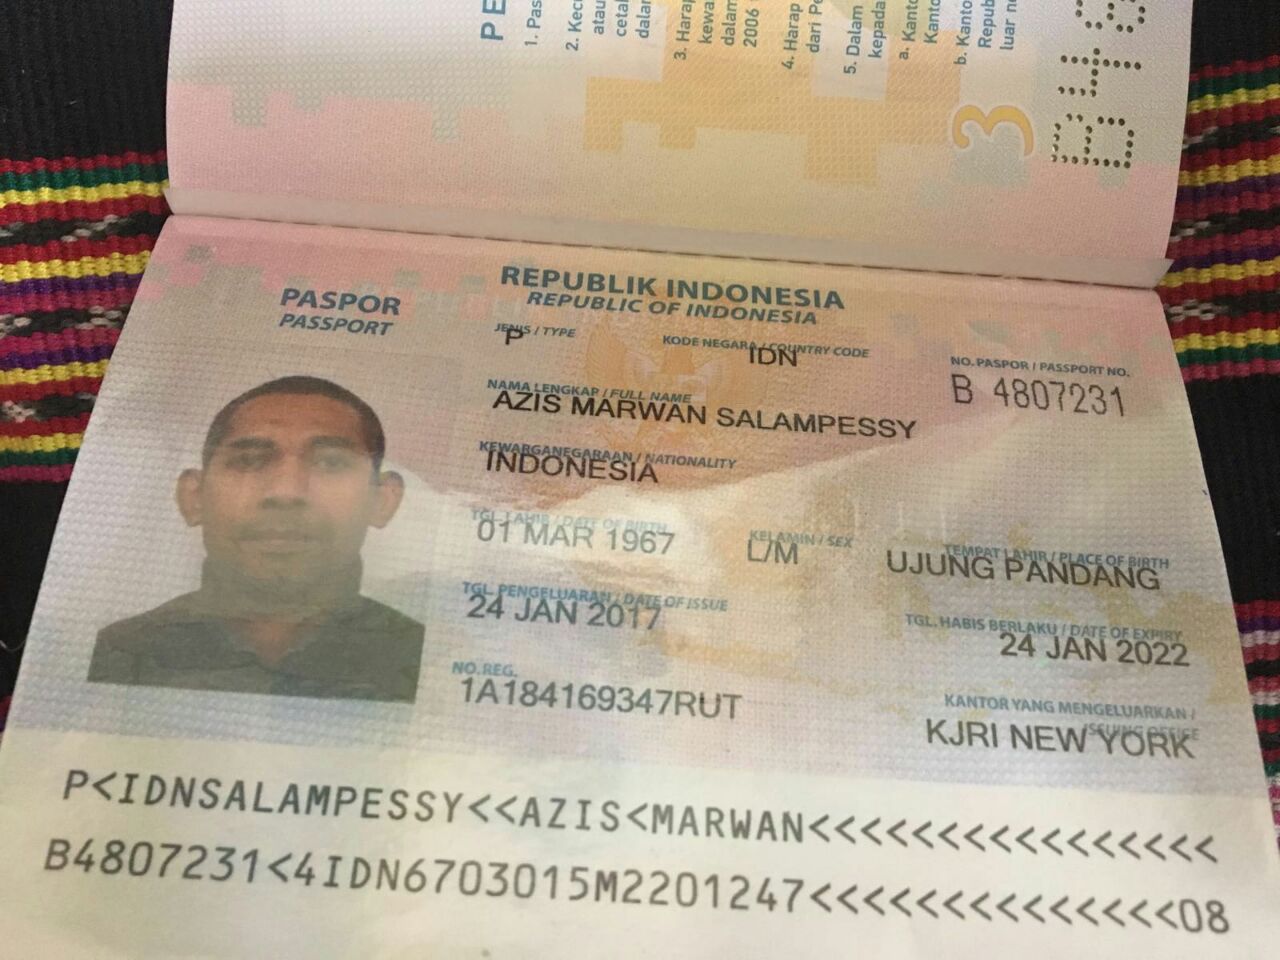 PE
1. Pas
2. Kecu
atau
cetak
dalar
3. Harap
kewa
dalam
2006 t
4. Harap
dari Pe
5. Dalam
kepada
a. Kanto
Kanto
b. Kanto
Repub
luar n
3
B48
REPUBLIK INDONESIA
REPUBLIC OF INDONESIA
PASPOR
PASSPORT
JENIS / TYPE
P
KODE NEGARA / COUNTRY CODE
IDN
NO. PASPOR / PASSPORT NO.
B 4807231
NAMA LENGKAP / FULL NAME
AZIS MARWAN SALAMPESSY
KEWARGANEGARAAN / NATIONALITY
INDONESIA
TGL. LAHIR / DATE OF BIRTH
01 MAR 1967
KELAMIN / SEX
L/M
TEMPAT LAHIR / PLACE OF BIRTH
UJUNG PANDANG
TGL. PENGELUARAN / DATE OF ISSUE
24 JAN 2017
TGL. HABIS BERLAKU / DATE OF EXPIRY
24 JAN 2022
NO. REG.
1A184169347RUT
KANTOR YANG MENGELUARKAN /
ISSUING OFFICE
KJRI NEW YORK
P<IDNSALAMPESSY<<AZIS<MARWAN<<<<<<<<<<<<<<<<
B4807231<4IDN6703015M2201247<<<<<<<<<<<<<<08